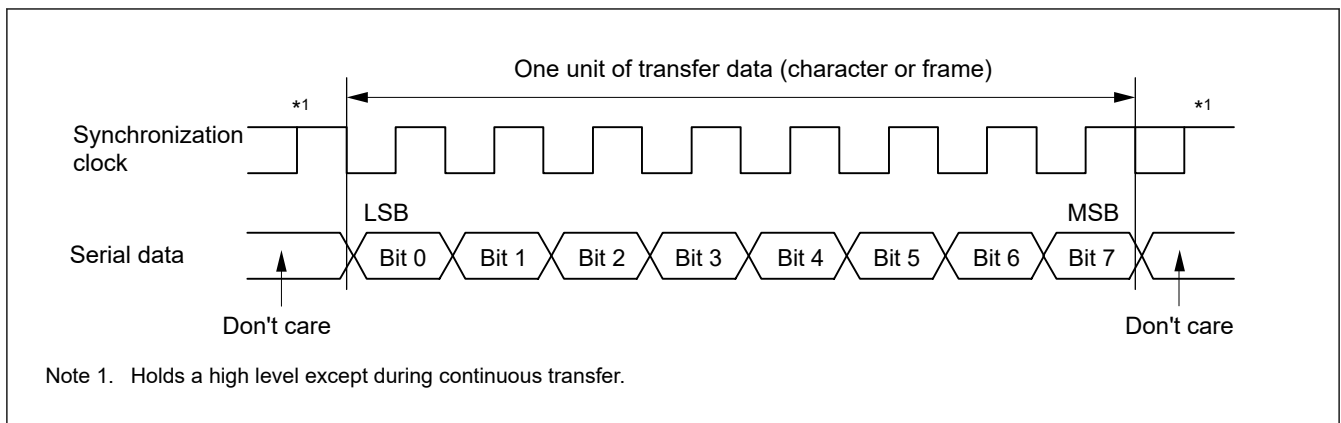 One unit of transfer data (character or frame)
*1
*1
Synchronization
clock
LSB
MSB
Serial data
Bit 0
Bit 1
Bit 2
Bit 3
Bit 4
Bit 5
Bit 6
Bit 7
Don't care
Don't care
Note 1. Holds a high level except during continuous transfer.